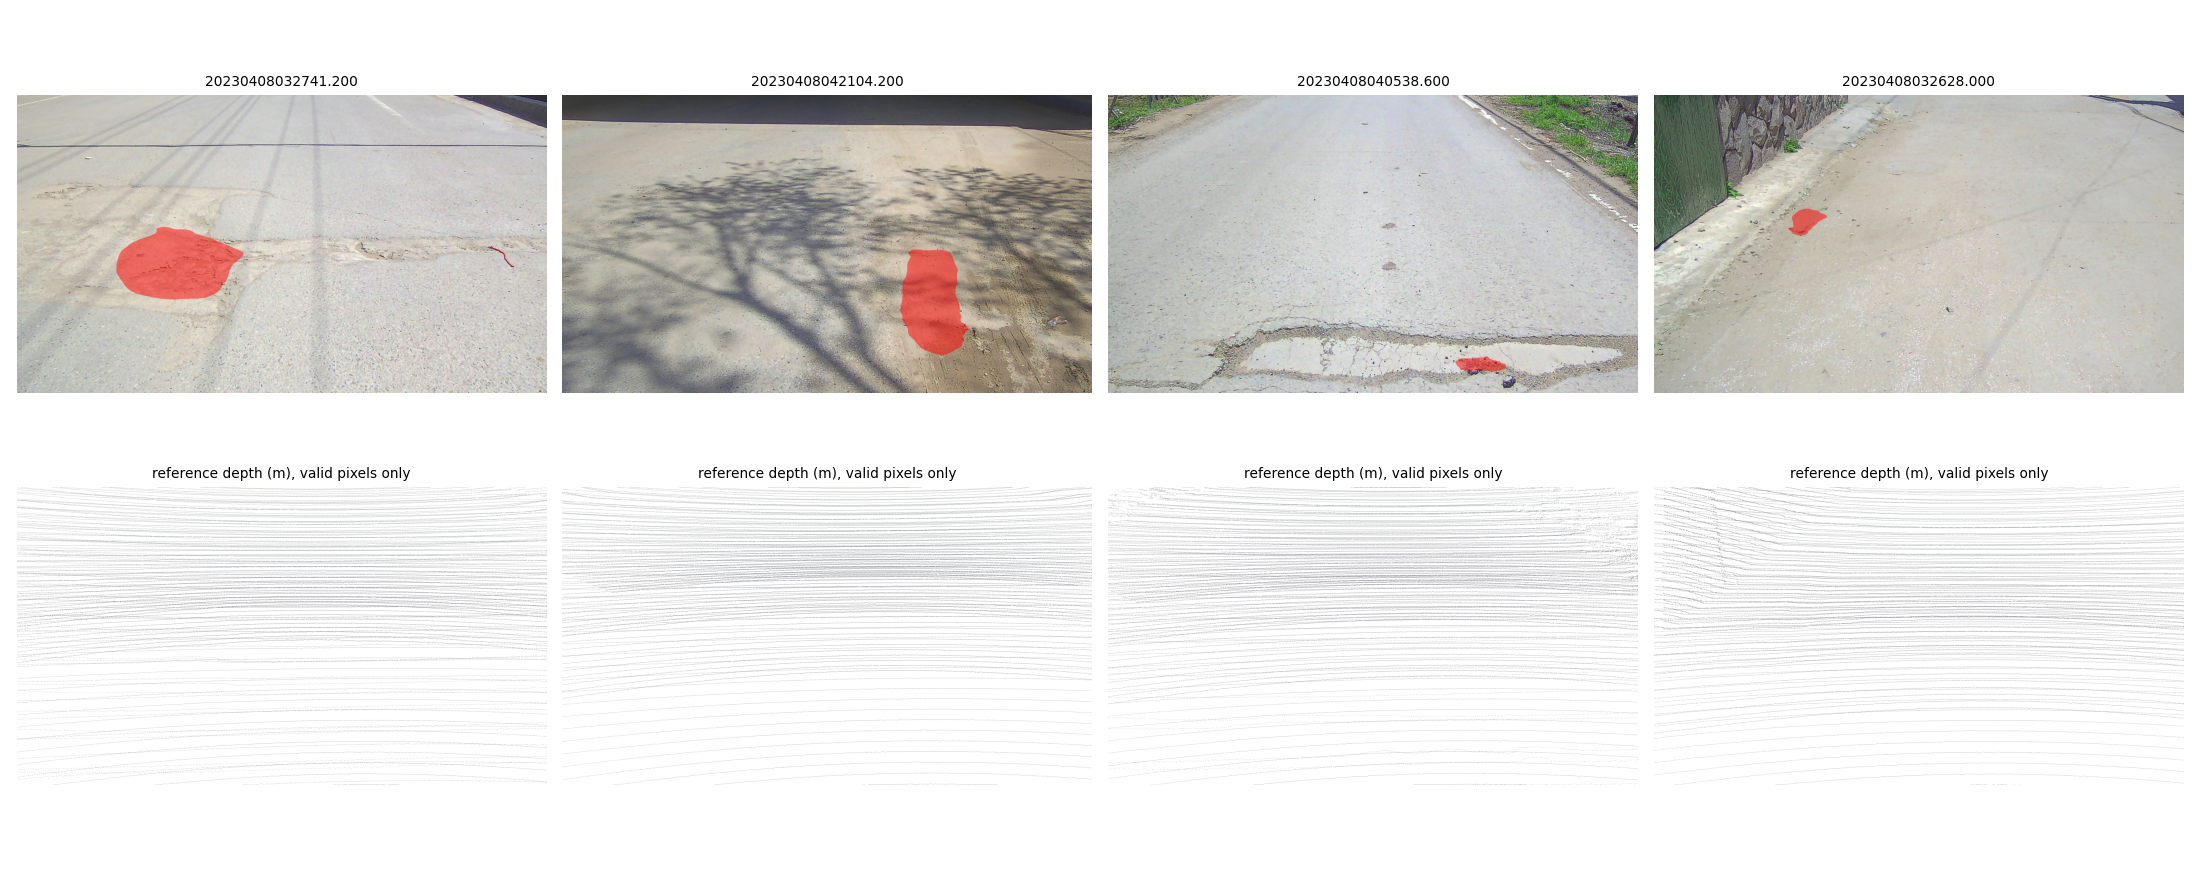 20230408032741.200
20230408042104.200
20230408040538.600
20230408032628.000
reference depth (m), valid pixels only
reference depth (m), valid pixels only
reference depth (m), valid pixels only
reference depth (m), valid pixels only